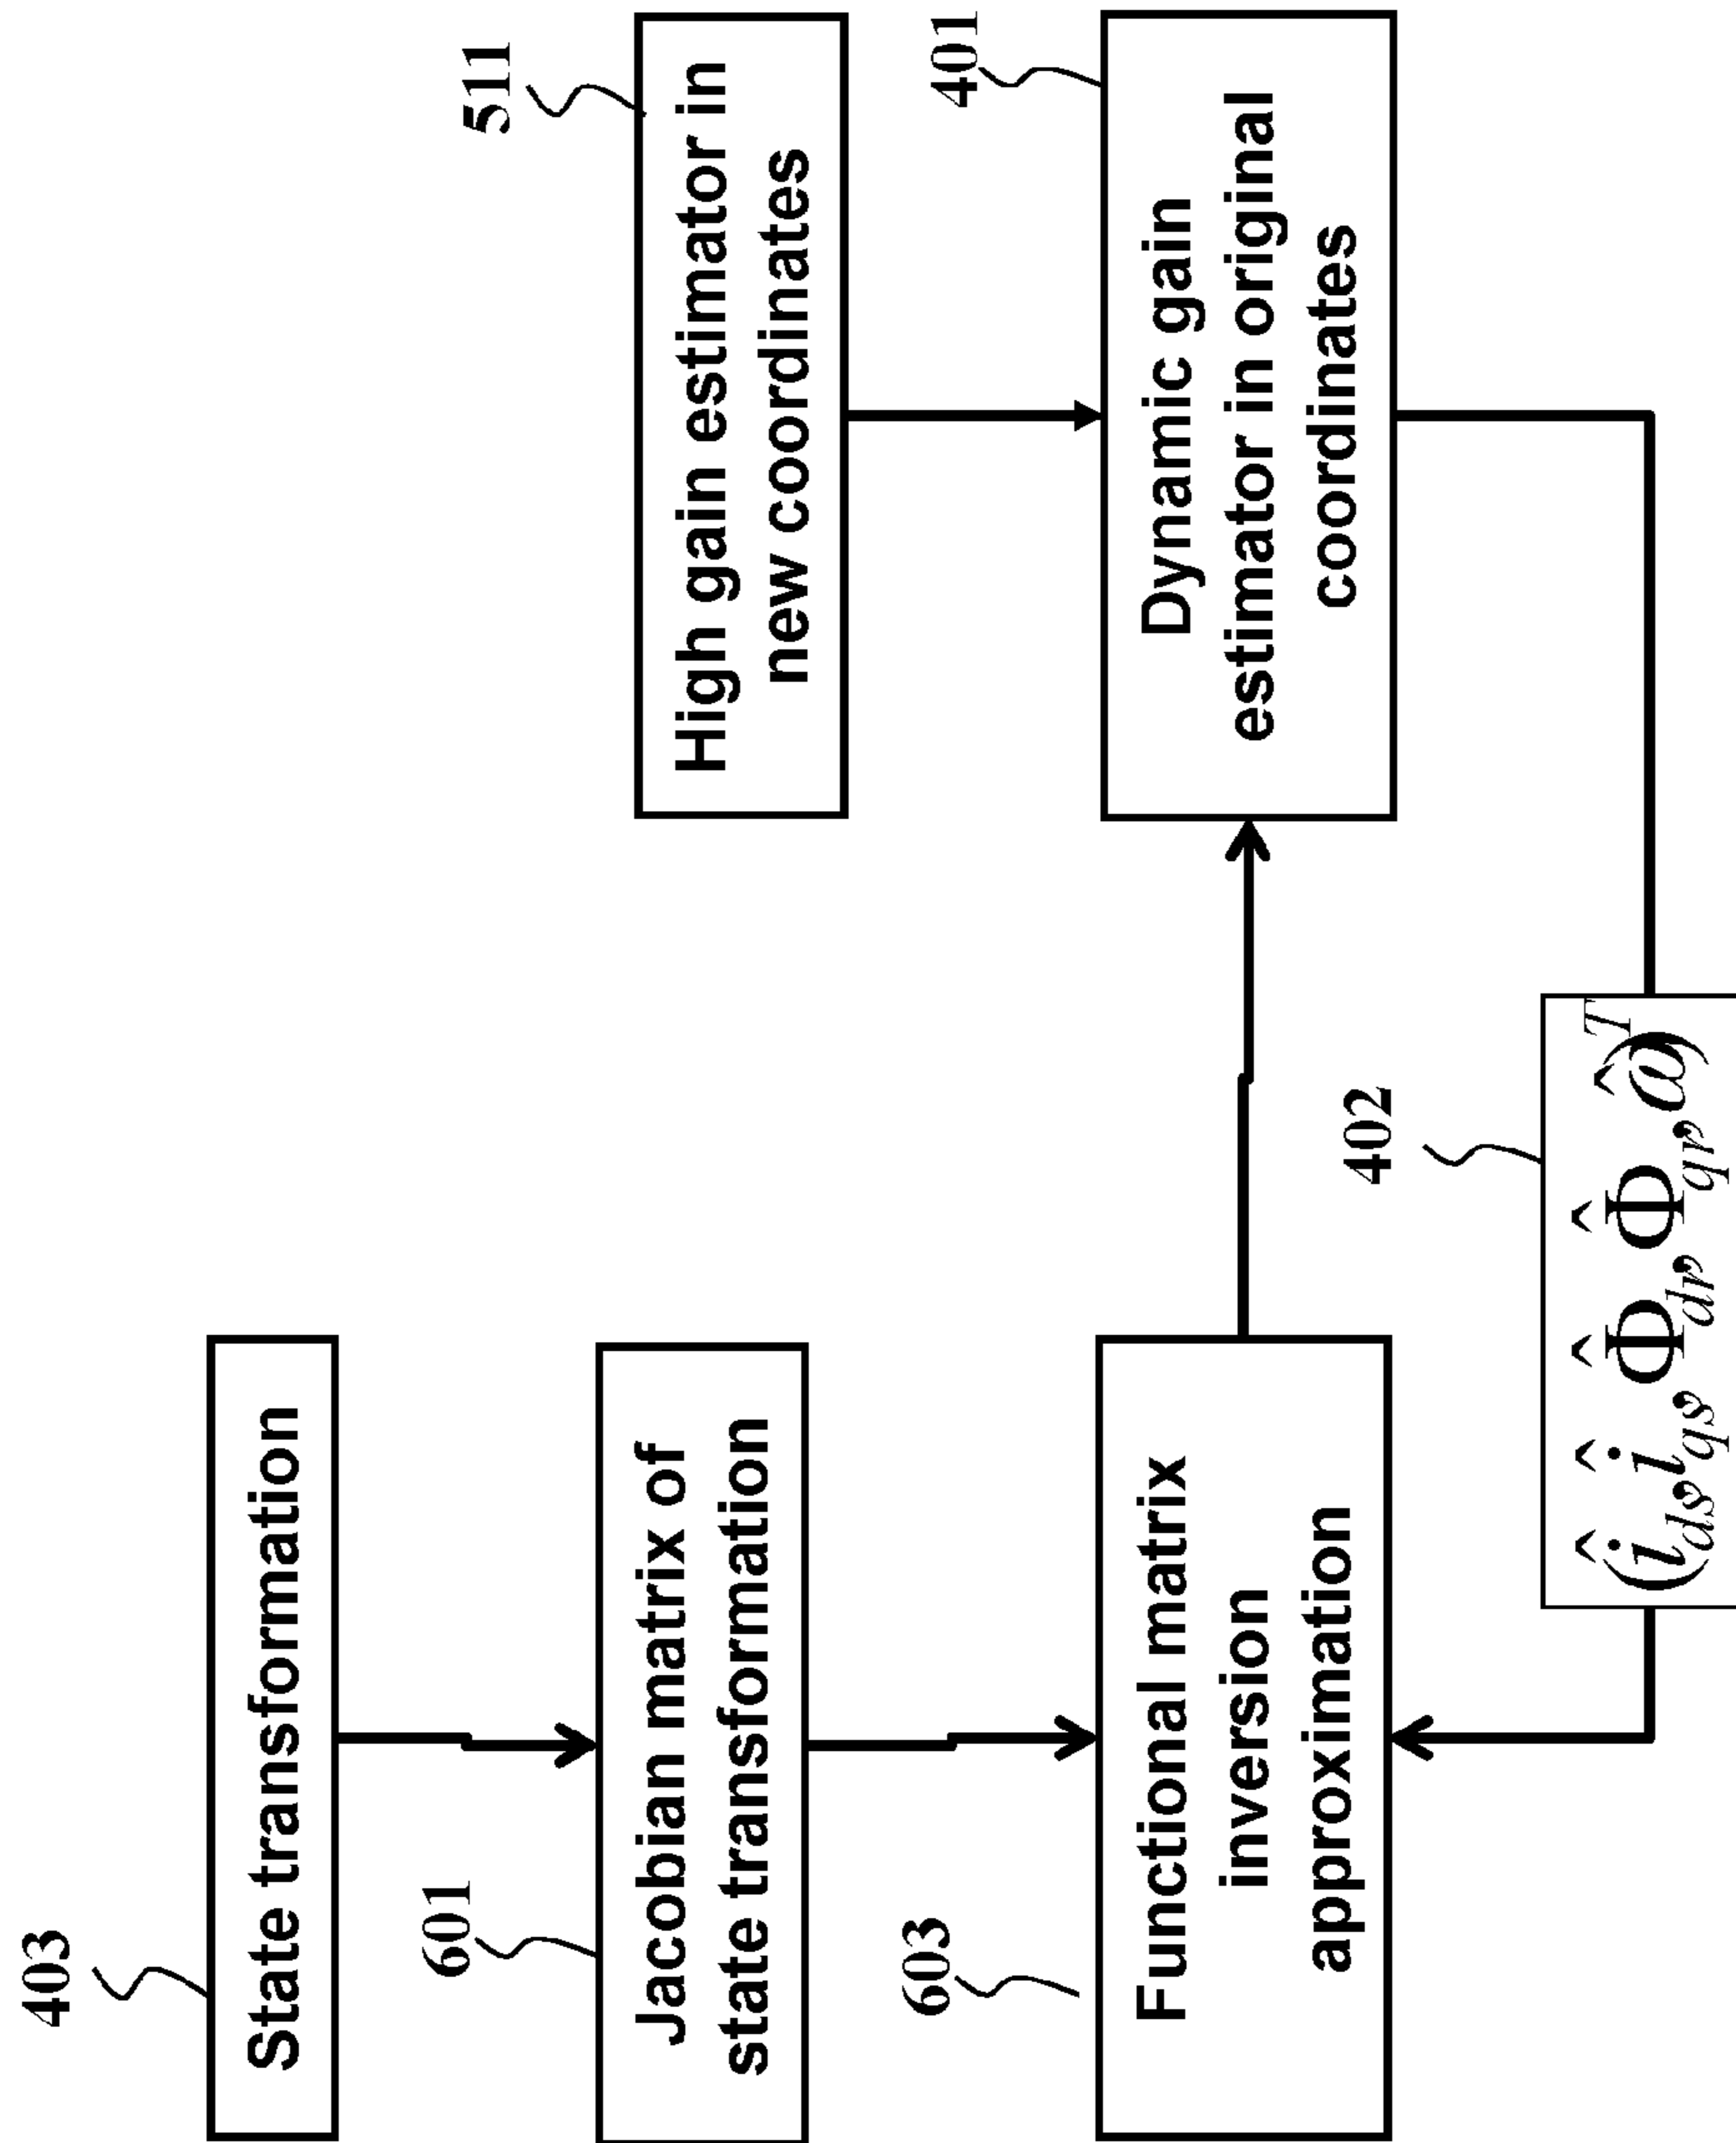 403
State transformation
601
Jacobian matrix of
state transformation
603
Functional matrix
inversion
approximation
511
High gain estimator in
new coordinates
401
Dynamic gain
estimator in original
coordinates
402
(î_ds, î_qs, Φ̂_dr, Φ̂_qr, ω̂)^T